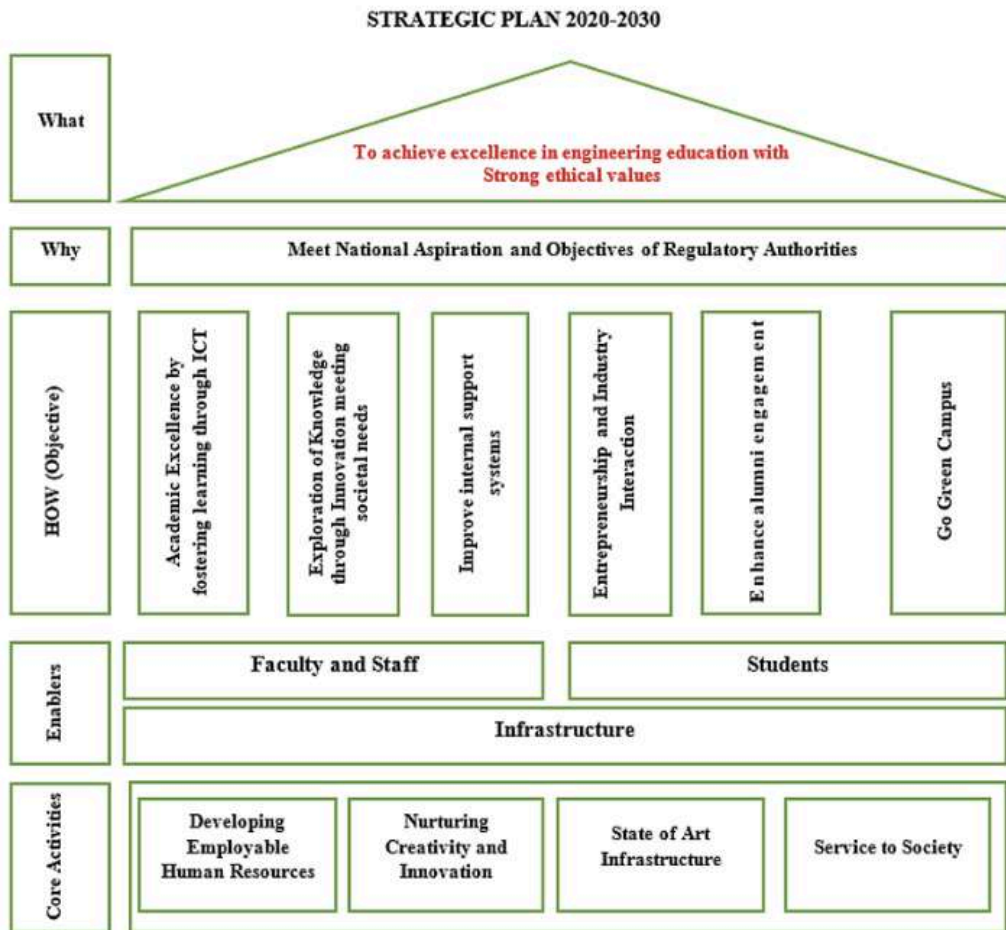 STRATEGIC PLAN 2020-2030
What
To achieve excellence in engineering education with
Strong ethical values
Why
Meet National Aspiration and Objectives of Regulatory Authorities
HOW (Objective)
Academic Excellence by
fostering learning through ICT
Exploration of Knowledge
through Innovation meeting
societal needs
Improve internal support
systems
Entrepreneurship and Industry
Interaction
Enhance alumni engagement
Go Green Campus
Enablers
Faculty and Staff
Students
Infrastructure
Core Activities
Developing
Employable
Human Resources
Nurturing
Creativity and
Innovation
State of Art
Infrastructure
Service to Society